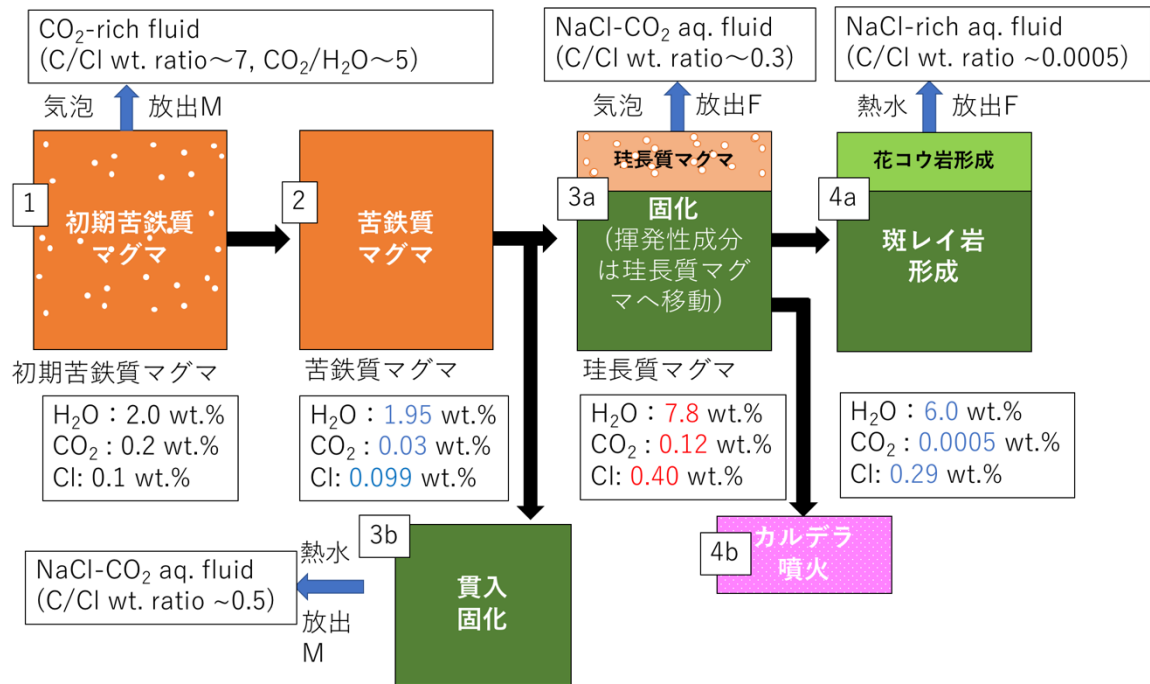 CO₂-rich fluid
(C/Cl wt. ratio～7, CO₂/H₂O～5)
NaCl-CO₂ aq. fluid
(C/Cl wt. ratio~0.3)
NaCl-rich aq. fluid
(C/Cl wt. ratio ~0.0005)
気泡 放出M
気泡 放出F
熱水 放出F
1
初期苦鉄質
マグマ
2
苦鉄質
マグマ
珪長質マグマ
3a
固化
(揮発性成分
は珪長質マグ
マへ移動）
花コウ岩形成
4a
斑レイ岩
形成
初期苦鉄質マグマ
H₂O：2.0 wt.%
CO₂ : 0.2 wt.%
Cl: 0.1 wt.%
苦鉄質マグマ
H₂O：1.95 wt.%
CO₂ : 0.03 wt.%
Cl: 0.099 wt.%
珪長質マグマ
H₂O：7.8 wt.%
CO₂ : 0.12 wt.%
Cl: 0.40 wt.%
H₂O：6.0 wt.%
CO₂ : 0.0005 wt.%
Cl: 0.29 wt.%
3b
貫入
固化
熱水
放出
M
NaCl-CO₂ aq. fluid
(C/Cl wt. ratio ~0.5)
4b
カルデラ
噴火